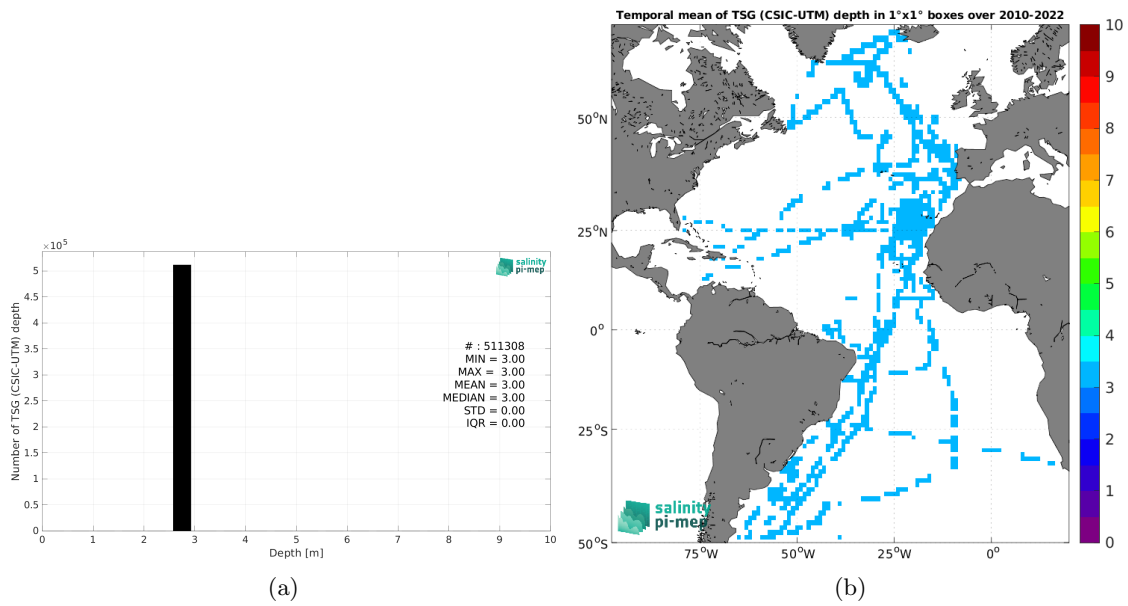 ×10⁵
5
4.5
4
3.5
3
2.5
2
1.5
1
0.5
0
Number of TSG (CSIC-UTM) depth
0 1 2 3 4 5 6 7 8 9 10
Depth [m]
salinity
pi-mep
# : 511308
MIN = 3.00
MAX = 3.00
MEAN = 3.00
MEDIAN = 3.00
STD = 0.00
IQR = 0.00
(a)
Temporal mean of TSG (CSIC-UTM) depth in 1°x1° boxes over 2010-2022
50°N
25°N
0°
25°S
50°S
75°W 50°W 25°W 0°
salinity
pi-mep
10
9
8
7
6
5
4
3
2
1
0
(b)